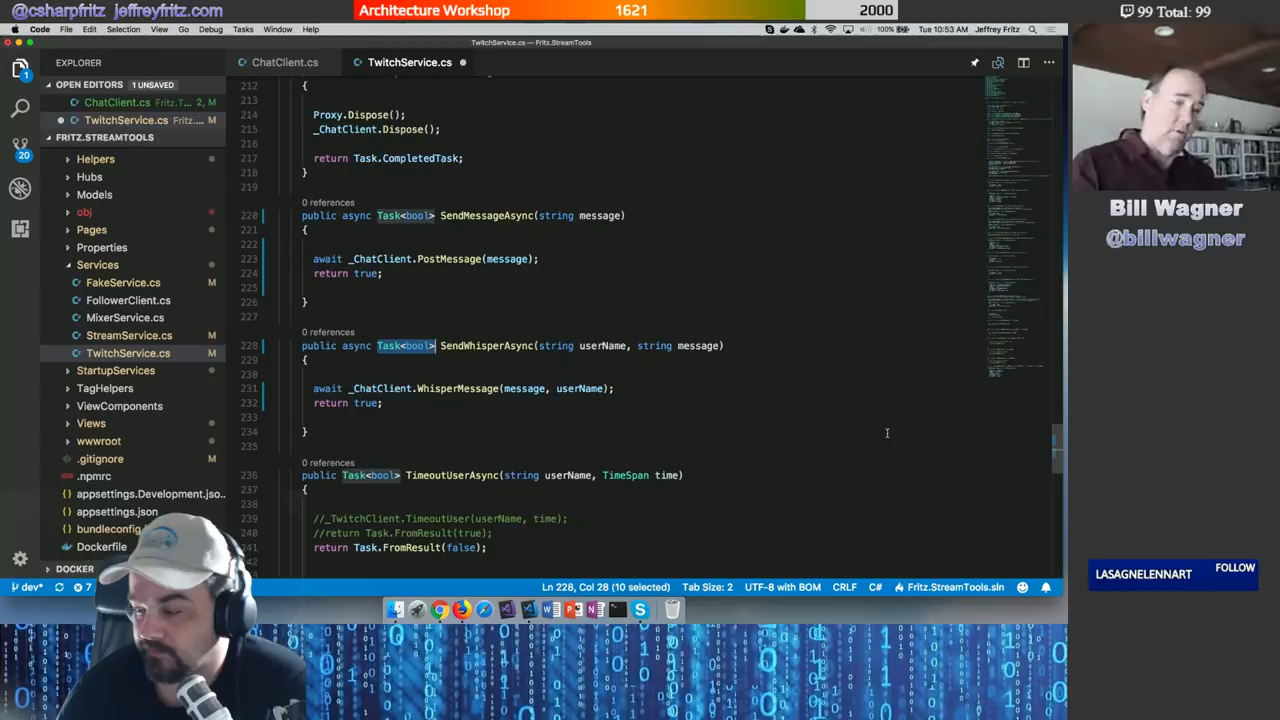 @csharpfritz jeffreyfritz.com
Architecture Workshop
1621
2000
99 Total: 99
Code File Edit Selection View Go Debug Tasks Window Help
100%
Tue 10:53 AM Jeffrey Fritz
TwitchService.cs — Fritz.StreamTools
EXPLORER
ChatClient.cs
TwitchService.cs
OPEN EDITORS 1 UNSAVED
ChatClient.cs Fritz.T... 2, M
TwitchService.cs Fritz.... M
FRITZ.STREAMTOOLS
Helpers
Hubs
Models
obj
Pages
Properties
Services
FakeService.cs M
FollowerClient.cs
MixerService.cs
StreamService.cs M
TwitchService.cs M
StartupServices
TagHelpers
ViewComponents
Views
wwwroot
.gitignore
.npmrc
appsettings.Development.jso...
appsettings.json
bundleconfig.
Dockerfile
DOCKER
1
20
212 {
213
214 Proxy.Dispose();
215 _ChatClient.Dispose();
216
217 return Task.CompletedTask;
218 }
219
0 references
220 public async Task<bool> SendMessageAsync(string message)
221 {
222
223 await _ChatClient.PostMessage(message);
224 return true;
225
226 }
227
0 references
228 public async Task<bool> SendWhisperAsync(string userName, string message)
229 {
230
231 await _ChatClient.WhisperMessage(message, userName);
232 return true;
233
234 }
235
0 references
236 public Task<bool> TimeoutUserAsync(string userName, TimeSpan time)
237 {
238
239 //_TwitchClient.TimeoutUser(userName, time);
240 //return Task.FromResult(true);
241 return Task.FromResult(false);
242
dev* 7
Ln 228, Col 28 (10 selected) Tab Size: 2 UTF-8 with BOM CRLF C# Fritz.StreamTools.sln
Bill Wagner
@billwagner
LASAGNELENNART FOLLOW